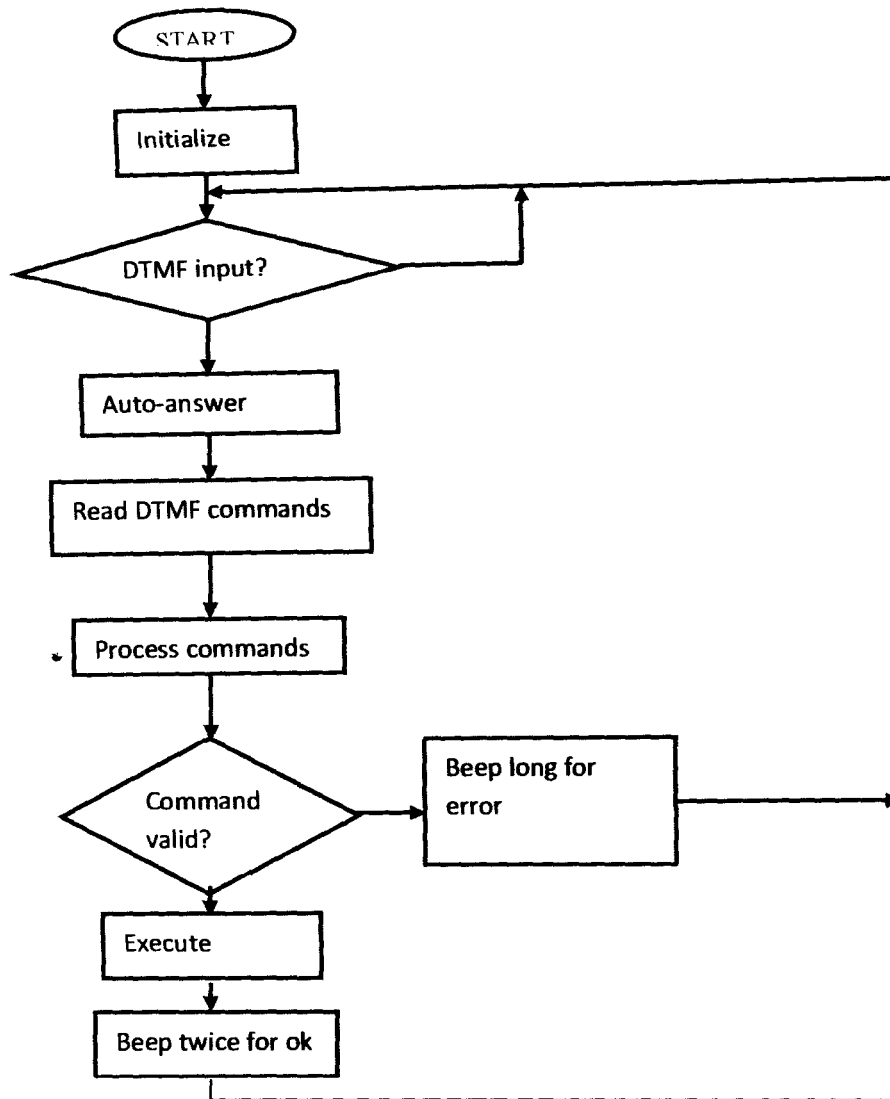 START
Initialize
DTMF input?
Auto-answer
Read DTMF commands
Process commands
Command
valid?
Beep long for
error
Execute
Beep twice for ok